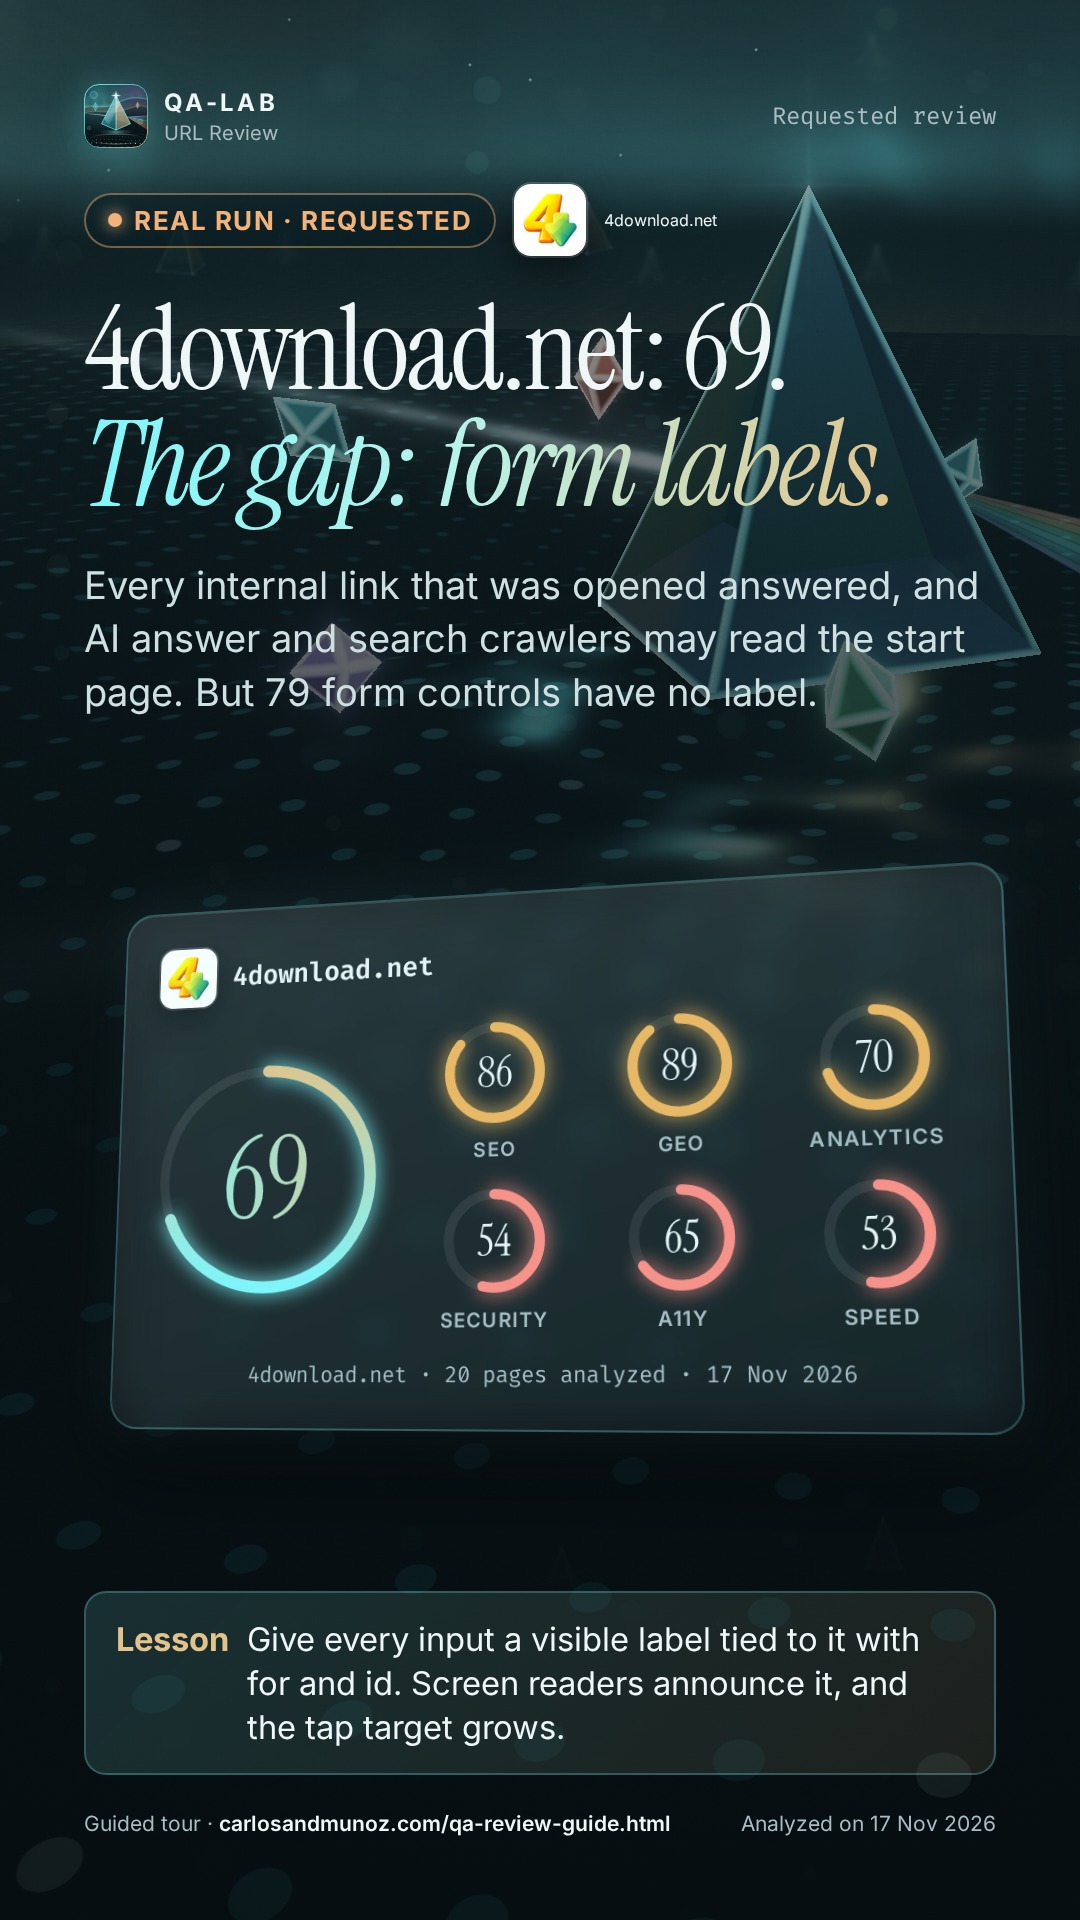 QA-LAB
URL Review
Requested review
REAL RUN · REQUESTED
4
4download.net
4download.net: 69.
The gap: form labels.
Every internal link that was opened answered, and
AI answer and search crawlers may read the start
page. But 79 form controls have no label.
4
4download.net
69
86
SEO
89
GEO
70
ANALYTICS
54
SECURITY
65
A11Y
53
SPEED
4download.net · 20 pages analyzed · 17 Nov 2026
Lesson
Give every input a visible label tied to it with
for and id. Screen readers announce it, and
the tap target grows.
Guided tour · carlosandmunoz.com/qa-review-guide.html
Analyzed on 17 Nov 2026